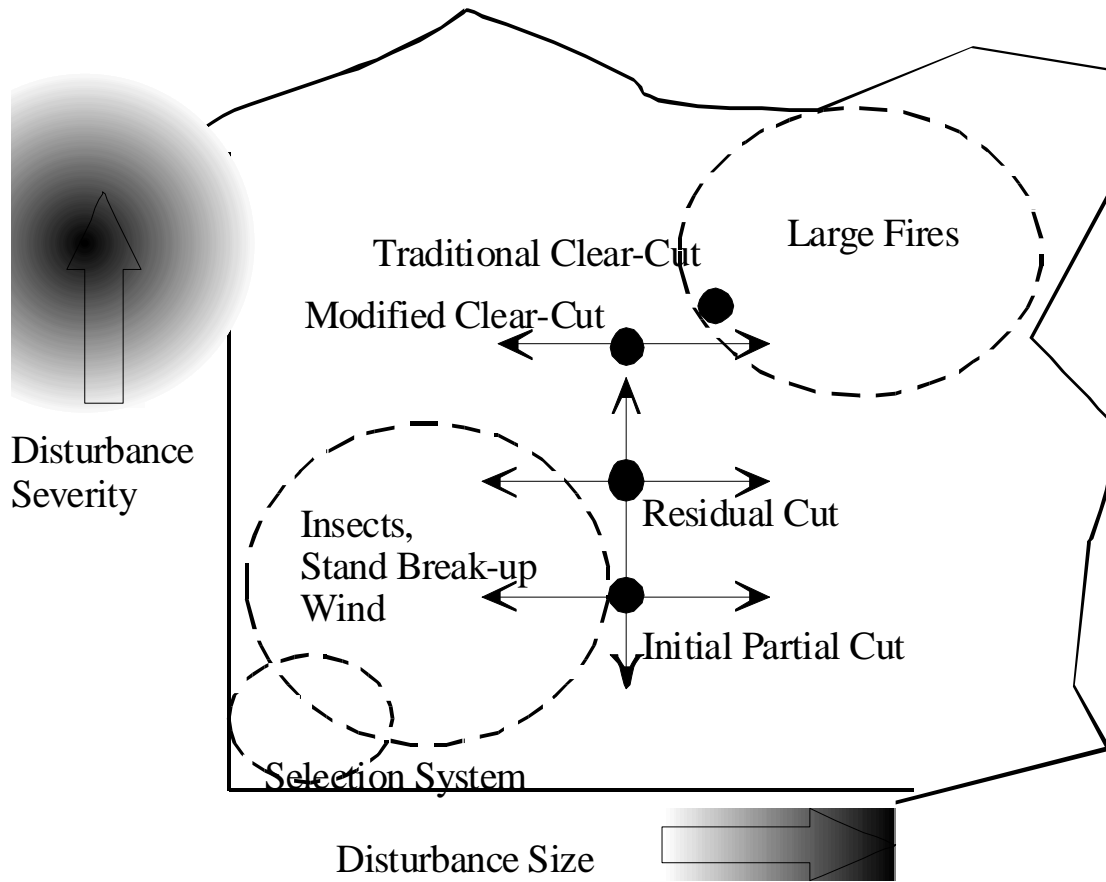 Large Fires
Traditional Clear-Cut
Modified Clear-Cut
Disturbance
Severity
Insects,
Stand Break-up
Wind
Residual Cut
Initial Partial Cut
Selection System
Disturbance Size